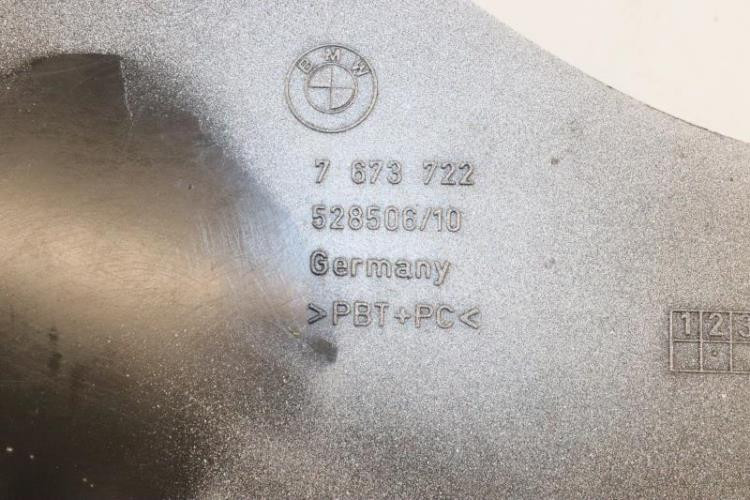 BMW
7 673 722
528506/10
Germany
>PBT+PC<
1 2 3